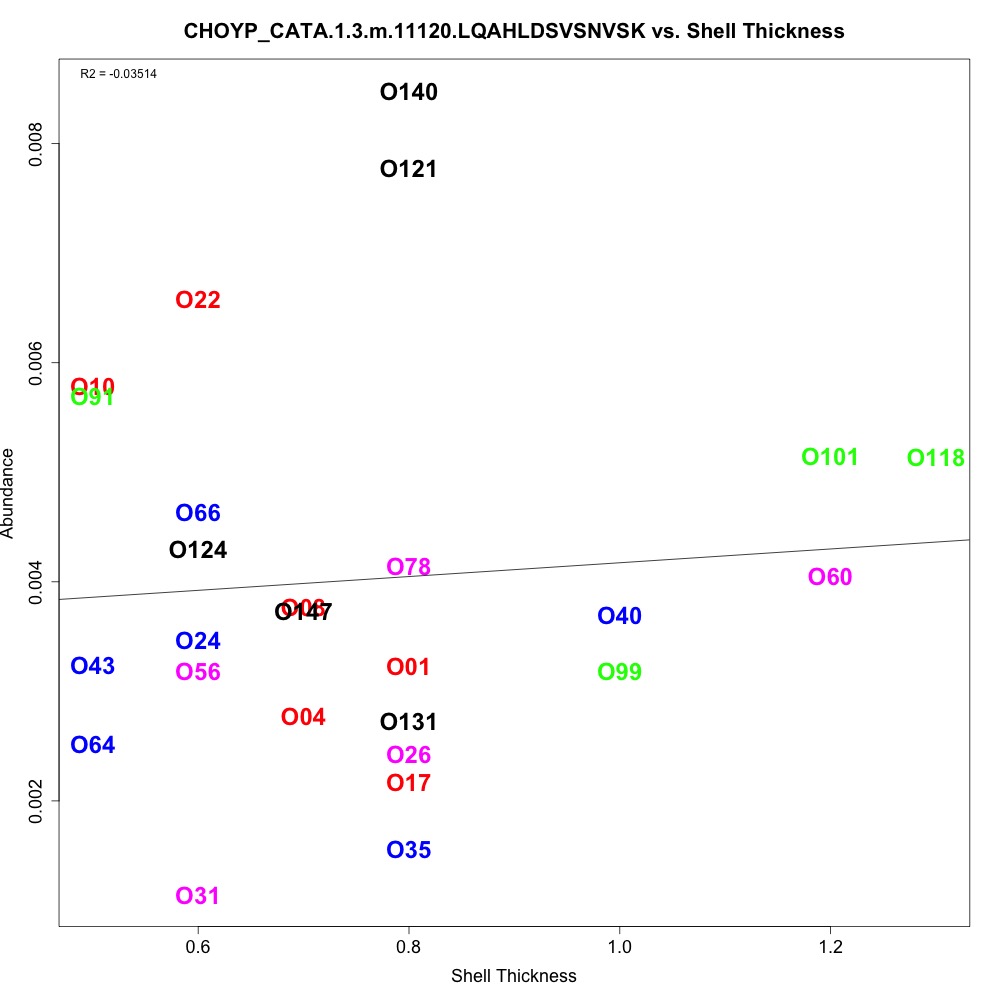 CHOYP_CATA.1.3.m.11120.LQAHLDSVSNVSK vs. Shell Thickness
R2 = -0.03514
O140
O121
O22
O10
O91
O101
O118
O66
O124
O78
O60
O147
O40
O24
O43
O01
O56
O99
O04
O131
O64
O26
O17
O35
O31
0.008
0.006
0.004
0.002
Abundance
0.6 0.8 1.0 1.2
Shell Thickness